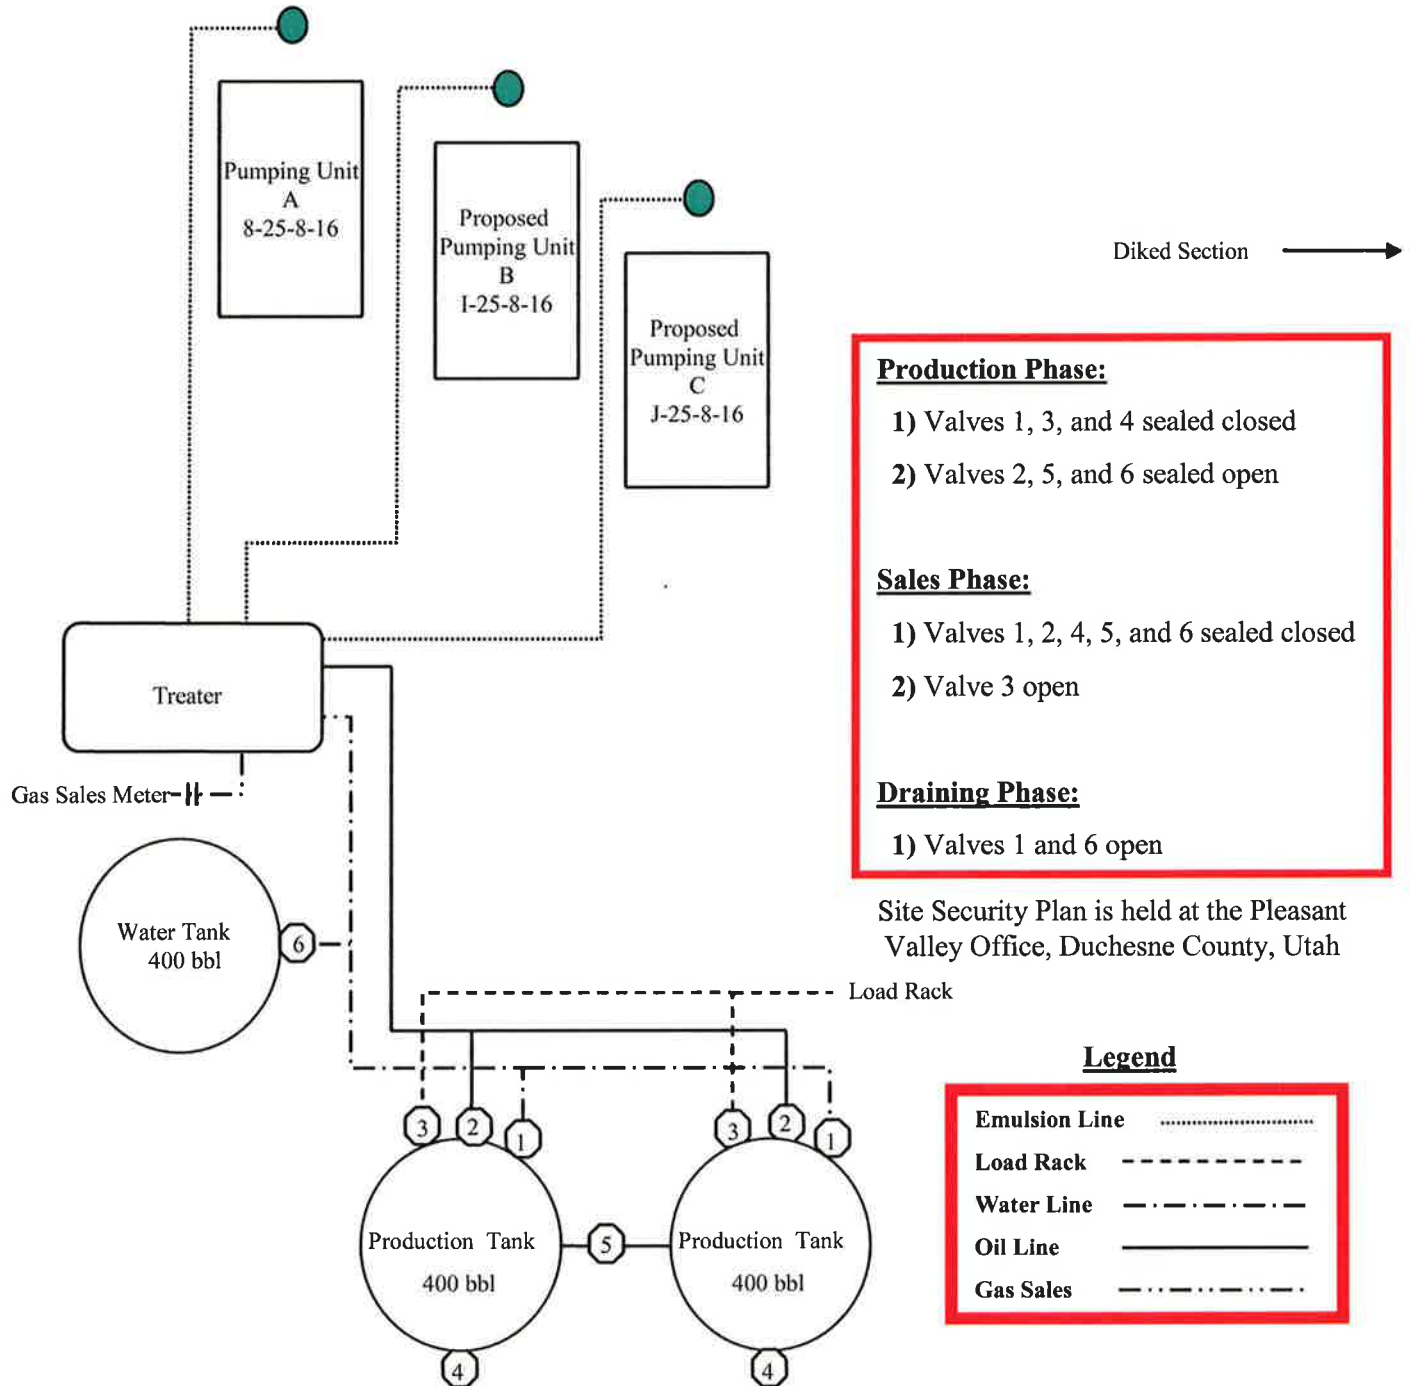 Pumping Unit
A
8-25-8-16
Proposed
Pumping Unit
B
I-25-8-16
Proposed
Pumping Unit
C
J-25-8-16
Diked Section
Production Phase:
1) Valves 1, 3, and 4 sealed closed
2) Valves 2, 5, and 6 sealed open
Sales Phase:
1) Valves 1, 2, 4, 5, and 6 sealed closed
2) Valve 3 open
Draining Phase:
1) Valves 1 and 6 open
Treater
Gas Sales Meter
Water Tank
400 bbl
6
Site Security Plan is held at the Pleasant
Valley Office, Duchesne County, Utah
Load Rack
3
2
1
3
2
1
Production Tank
400 bbl
5
Production Tank
400 bbl
4
4
Legend
Emulsion Line
Load Rack
Water Line
Oil Line
Gas Sales